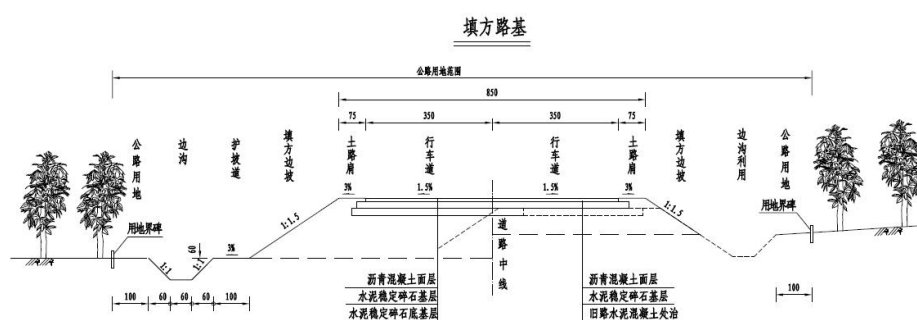 填方路基
公路用地范围
850
75
350
350
75
公路用地
边沟
护坡道
填方边坡
土路肩
行车道
行车道
土路肩
填方边坡
边沟利用
公路用地
3%
1.5%
1.5%
3%
1:1.5
1:1.5
用地界碑
用地界碑
60
3%
1:1
1:1
道路中线
沥青混凝土面层
水泥稳定碎石基层
水泥稳定碎石底基层
沥青混凝土面层
水泥稳定碎石基层
旧路水泥混凝土处治
100
60
60
60
100
100